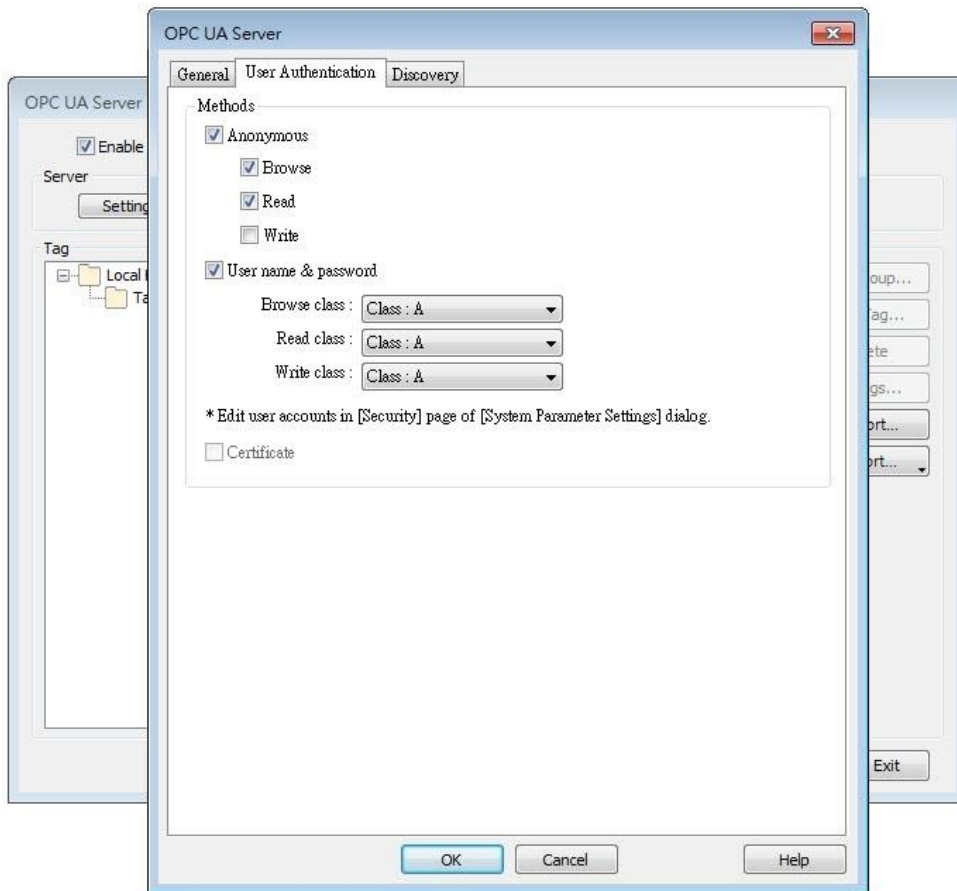 OPC UA Server
General
User Authentication
Discovery
Methods
Anonymous
Browse
Read
Write
User name & password
Browse class :
Class : A
Read class :
Class : A
Write class :
Class : A
* Edit user accounts in [Security] page of [System Parameter Settings] dialog.
Certificate
OK
Cancel
Help
OPC UA Server
Enable
Server
Tag
Local
Exit